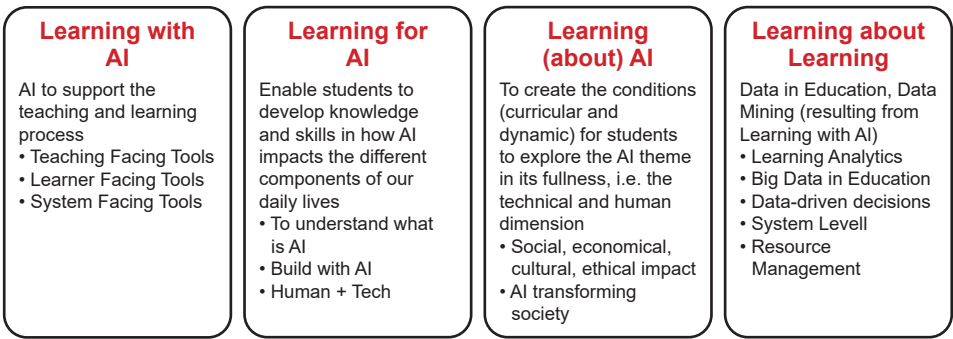 Learning with
AI
AI to support the
teaching and learning
process
• Teaching Facing Tools
• Learner Facing Tools
• System Facing Tools
Learning for
AI
Enable students to
develop knowledge
and skills in how AI
impacts the different
components of our
daily lives
• To understand what
is AI
• Build with AI
• Human + Tech
Learning
(about) AI
To create the conditions
(curricular and
dynamic) for students
to explore the AI theme
in its fullness, i.e. the
technical and human
dimension
• Social, economical,
cultural, ethical impact
• AI transforming
society
Learning about
Learning
Data in Education, Data
Mining (resulting from
Learning with AI)
• Learning Analytics
• Big Data in Education
• Data-driven decisions
• System Levell
• Resource
Management